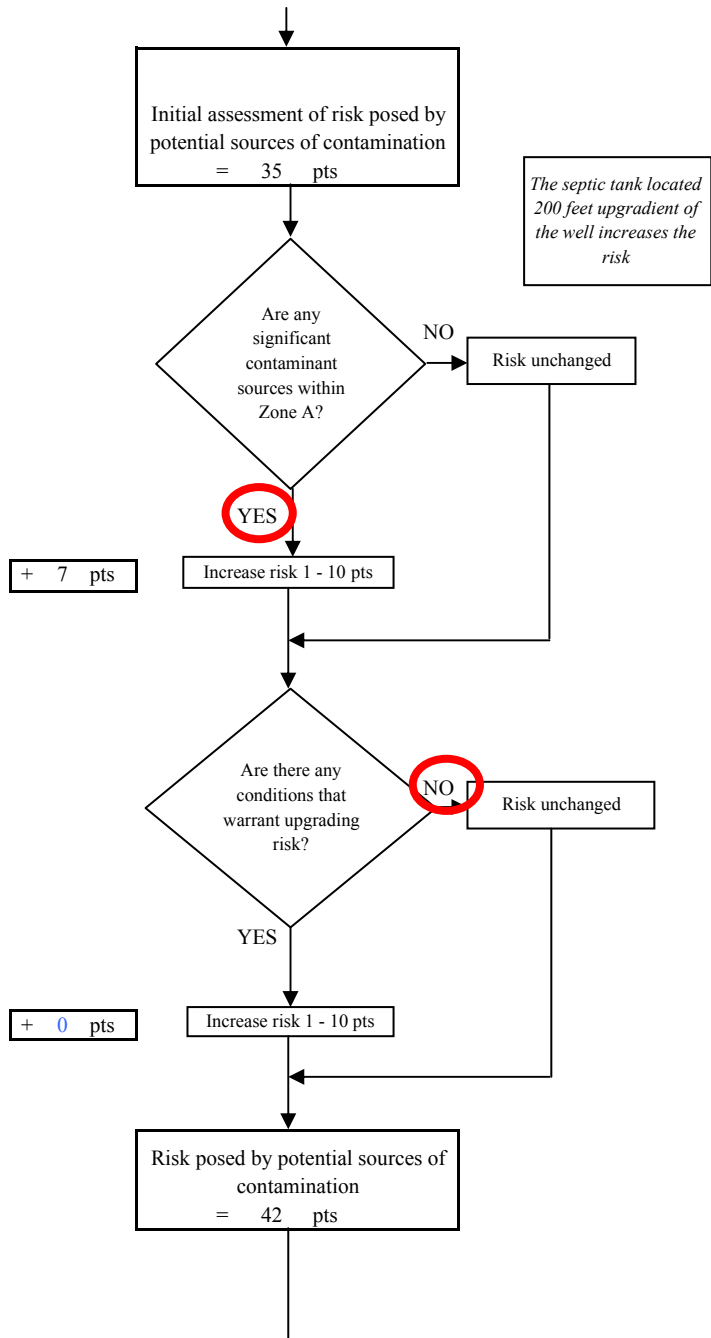 Initial assessment of risk posed by
potential sources of contamination
= 35 pts
The septic tank located
200 feet upgradient of
the well increases the
risk
Are any
significant
contaminant
sources within
Zone A?
NO
Risk unchanged
YES
+ 7 pts
Increase risk 1 - 10 pts
Are there any
conditions that
warrant upgrading
risk?
NO
Risk unchanged
YES
+ 0 pts
Increase risk 1 - 10 pts
Risk posed by potential sources of
contamination
= 42 pts